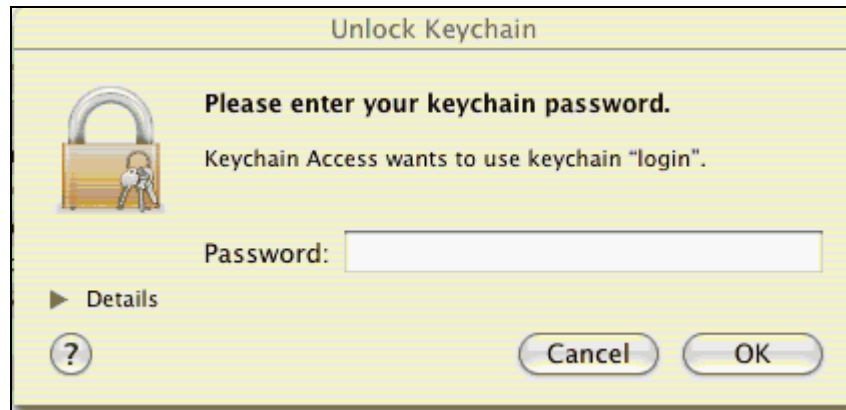 Unlock Keychain
Please enter your keychain password.
Keychain Access wants to use keychain “login”.
Password:
Details
?
Cancel
OK